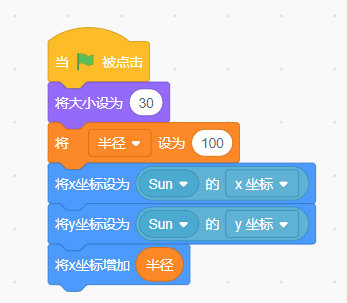 当 被点击
将大小设为 30
将 半径 设为 100
将x坐标设为 Sun 的 x 坐标
将y坐标设为 Sun 的 y 坐标
将x坐标增加 半径